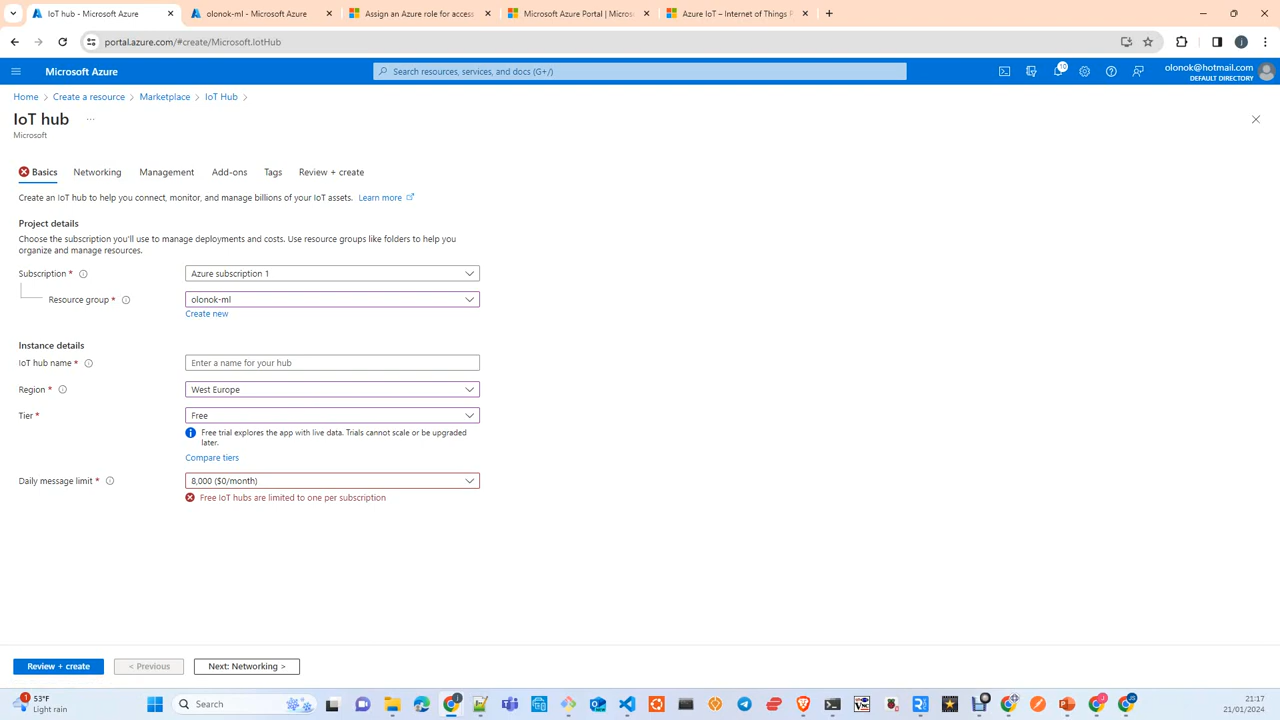 IoT hub - Microsoft Azure
olonok-ml - Microsoft Azure
Assign an Azure role for access
Microsoft Azure Portal | Micros
Azure IoT – Internet of Things P
portal.azure.com/#create/Microsoft.IotHub
Microsoft Azure
Search resources, services, and docs (G+/)
10
olonok@hotmail.com
DEFAULT DIRECTORY
Home > Create a resource > Marketplace > IoT Hub >
IoT hub ...
Microsoft
Basics Networking Management Add-ons Tags Review + create
Create an IoT hub to help you connect, monitor, and manage billions of your IoT assets. Learn more
Project details
Choose the subscription you'll use to manage deployments and costs. Use resource groups like folders to help you
organize and manage resources.
Subscription * Azure subscription 1
Resource group * olonok-ml
Create new
Instance details
IoT hub name * Enter a name for your hub
Region * West Europe
Tier * Free
Free trial explores the app with live data. Trials cannot scale or be upgraded
later.
Compare tiers
Daily message limit * 8,000 ($0/month)
Free IoT hubs are limited to one per subscription
Review + create < Previous Next: Networking >
1
53°F
Light rain
Search
21:17
21/01/2024